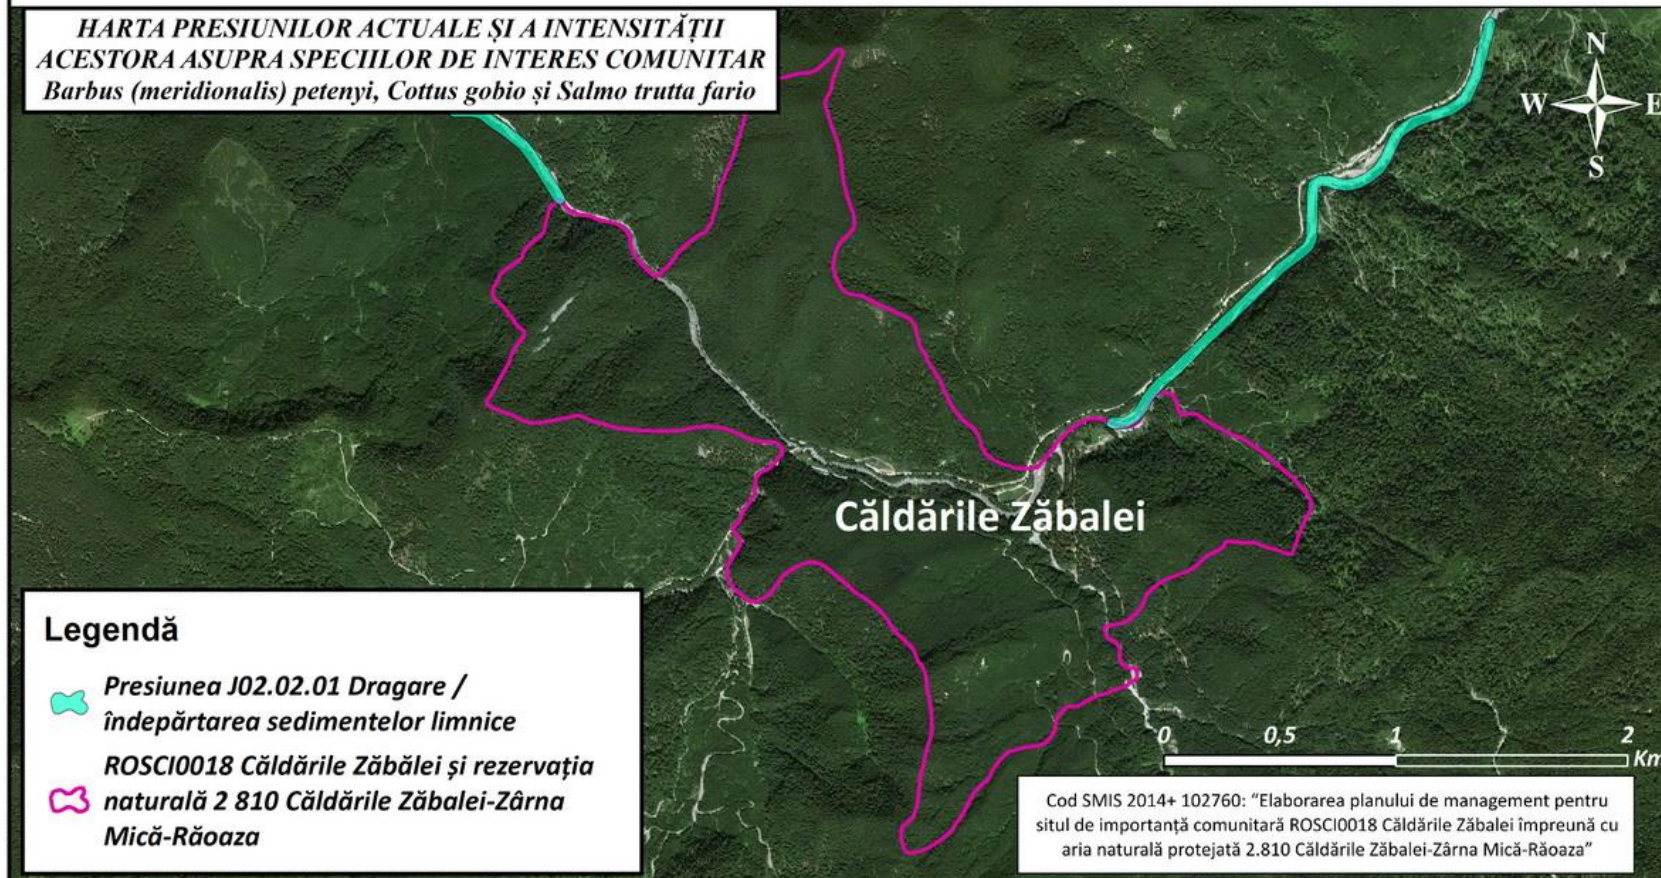 HARTA PRESIUNILOR ACTUALE ȘI A INTENSITĂȚII
ACESTORA ASUPRA SPECIILOR DE INTERES COMUNITAR
Barbus (meridionalis) petenyi, Cottus gobio și Salmo trutta fario
N
W E
S
Căldările Zăbalei
Legendă
Presiunea J02.02.01 Dragare /
îndepărtarea sedimentelor limnice
ROSCI0018 Căldările Zăbălei și rezervația
naturală 2 810 Căldările Zăbalei-Zârna
Mică-Răoaza
0 0,5 1 2
Km
Cod SMIS 2014+ 102760: “Elaborarea planului de management pentru
situl de importanță comunitară ROSCI0018 Căldările Zăbalei împreună cu
aria naturală protejată 2.810 Căldările Zăbalei-Zârna Mică-Răoaza”